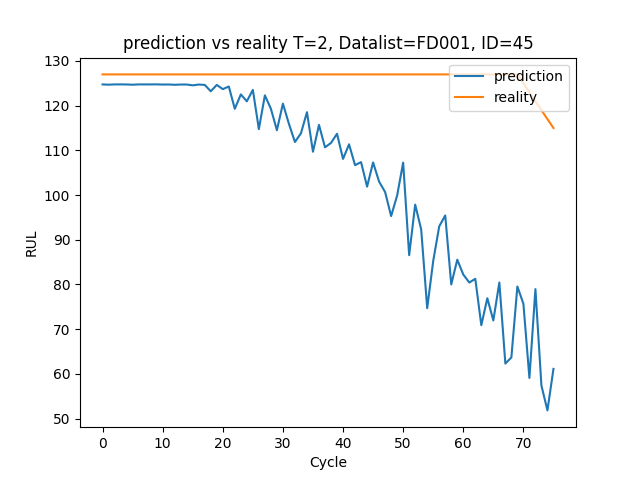 prediction vs reality T=2, Datalist=FD001, ID=45
prediction
reality
130
120
110
100
90
80
70
60
50
RUL
0 10 20 30 40 50 60 70
Cycle